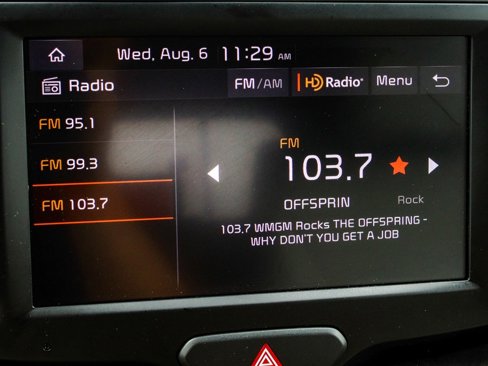 Wed, Aug. 6 11:29 AM
Radio FM/AM HD Radio® Menu
FM 95.1
FM 99.3
FM 103.7
FM
103.7
OFFSPRIN Rock
103.7 WMGM Rocks THE OFFSPRING -
WHY DON'T YOU GET A JOB